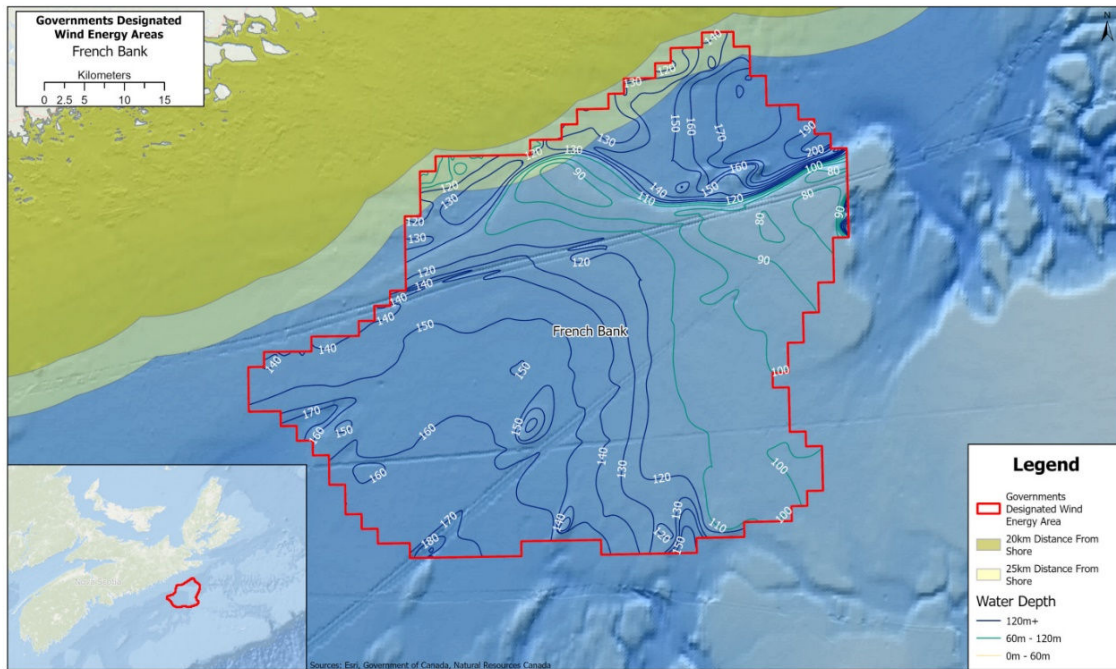 Governments Designated
Wind Energy Areas
French Bank
Kilometers
0 2.5 5 10 15
N
140
120
130
130
150
160
170
190
200
120
130
130
160
100
80
90
140
150
110
120
80
90
120
130
120
130
80
90
120
120
140
140
140
150
French Bank
140
140
150
100
170
160
150
150
160
160
140
130
120
100
130
110
100
170
180
140
120
150
Legend
Governments
Designated Wind
Energy Area
20km Distance From
Shore
25km Distance From
Shore
Water Depth
120m+
60m - 120m
0m - 60m
Sources: Esri, Government of Canada, Natural Resources Canada